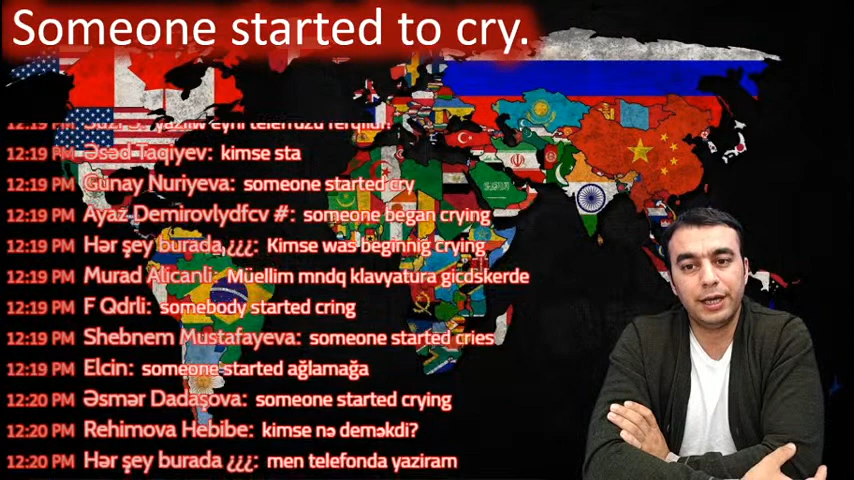 Someone started to cry.
12:19 PM
12:19 PM Əsəd Taqiyev: kimse sta
12:19 PM Günay Nuriyeva: someone started cry
12:19 PM Ayaz Demirovlydfcv #: someone began crying
12:19 PM Hər şey burada ¿¿¿: Kimse was beginnig crying
12:19 PM Murad Alicanli: Müellim mndq klavyatura gicdskerde
12:19 PM F Qdrli: somebody started cring
12:19 PM Shebnem Mustafayeva: someone started cries
12:19 PM Elcin: someone started ağlamağa
12:20 PM Əsmər Dadaşova: someone started crying
12:20 PM Rehimova Hebibe: kimse nə deməkdi?
12:20 PM Hər şey burada ¿¿¿: men telefonda yaziram